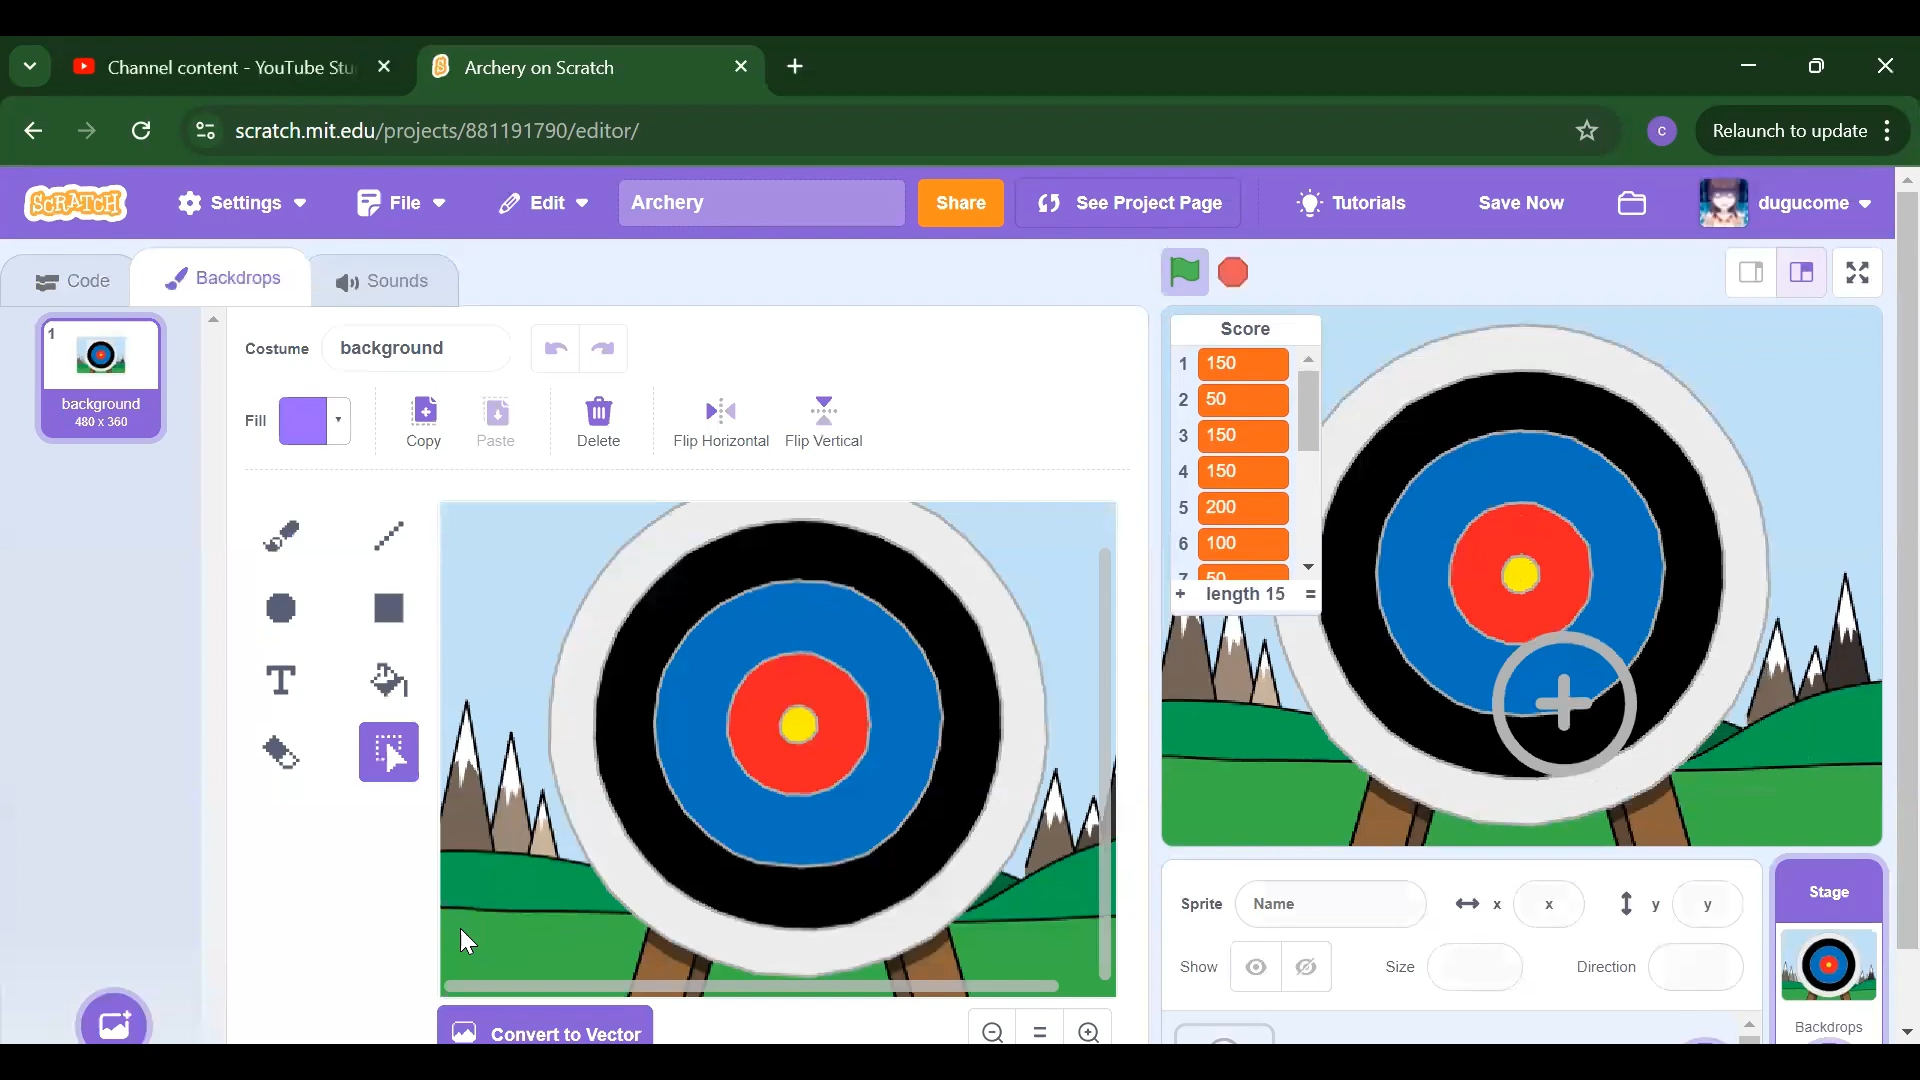 Channel content - YouTube Stu
Archery on Scratch
scratch.mit.edu/projects/881191790/editor/
C
Relaunch to update
SCRATCH
Settings
File
Edit
Archery
Share
See Project Page
Tutorials
Save Now
dugucome
Code
Backdrops
Sounds
1
background
480 x 360
Costume
background
Fill
Copy
Paste
Delete
Flip Horizontal
Flip Vertical
Convert to Vector
Score
1 150
2 50
3 150
4 150
5 200
6 100
7 50
+ length 15 =
Sprite
Name
x
x
y
y
Show
Size
Direction
Stage
Backdrops